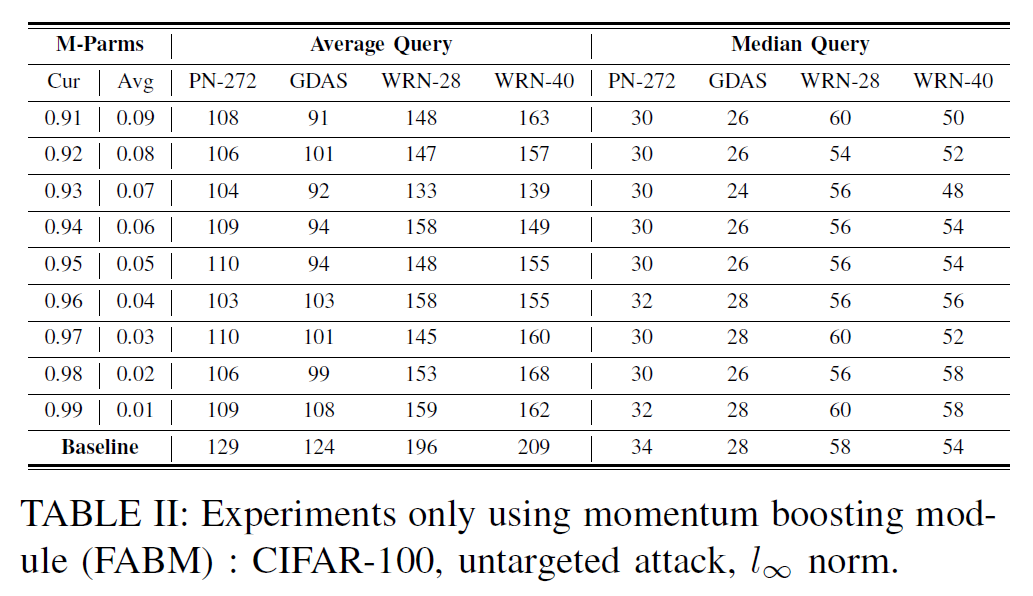 M-Parms Average Query Median Query
Cur Avg PN-272 GDAS WRN-28 WRN-40 PN-272 GDAS WRN-28 WRN-40
0.91 0.09 108 91 148 163 30 26 60 50
0.92 0.08 106 101 147 157 30 26 54 52
0.93 0.07 104 92 133 139 30 24 56 48
0.94 0.06 109 94 158 149 30 26 56 54
0.95 0.05 110 94 148 155 30 26 56 54
0.96 0.04 103 103 158 155 32 28 56 56
0.97 0.03 110 101 145 160 30 28 60 52
0.98 0.02 106 99 153 168 30 26 56 58
0.99 0.01 109 108 159 162 32 28 60 58
Baseline 129 124 196 209 34 28 58 54
TABLE II: Experiments only using momentum boosting mod-
ule (FABM) : CIFAR-100, untargeted attack, l∞ norm.